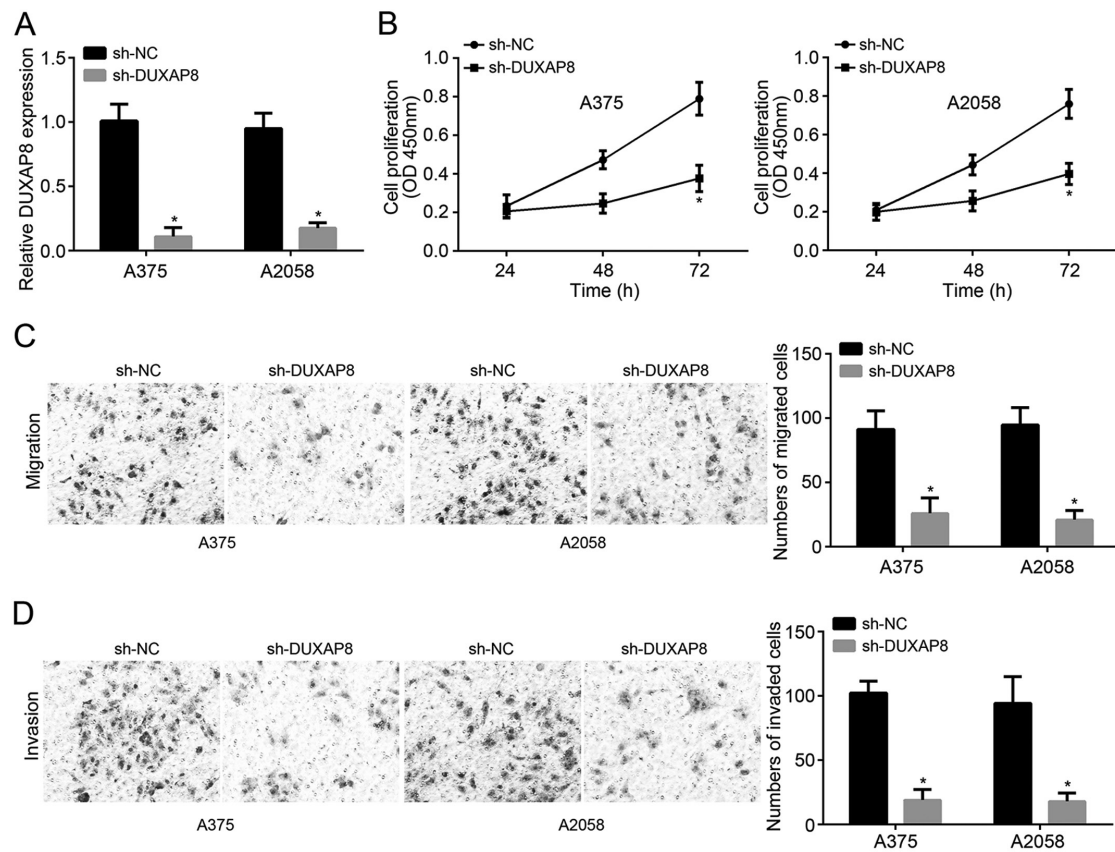 A
sh-NC
sh-DUXAP8
Relative DUXAP8 expression
1.5
1.0
0.5
0.0
*
*
A375
A2058
B
sh-NC
sh-DUXAP8
Cell proliferation
(OD 450nm)
1.0
0.8
0.6
0.4
0.2
0.0
A375
*
24
48
72
Time (h)
sh-NC
sh-DUXAP8
Cell proliferation
(OD 450nm)
1.0
0.8
0.6
0.4
0.2
0.0
A2058
*
24
48
72
Time (h)
C
sh-NC
sh-DUXAP8
sh-NC
sh-DUXAP8
Migration
A375
A2058
sh-NC
sh-DUXAP8
Numbers of migrated cells
150
100
50
0
*
*
A375
A2058
D
sh-NC
sh-DUXAP8
sh-NC
sh-DUXAP8
Invasion
A375
A2058
sh-NC
sh-DUXAP8
Numbers of invaded cells
150
100
50
0
*
*
A375
A2058